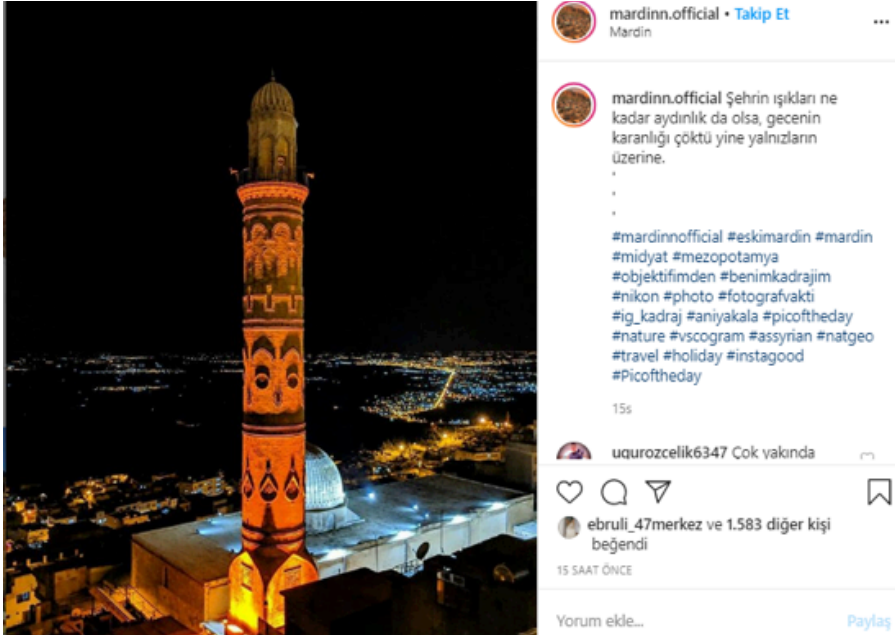 mardinn.official • Takip Et
Mardin
mardinn.official Şehrin ışıkları ne
kadar aydınlık da olsa, gecenin
karanlığı çöktü yine yalnızların
üzerine.
.
.
.
#mardinnofficial #eskimardin #mardin
#midyat #mezopotamya
#objektifimden #benimkadrajim
#nikon #photo #fotografvakti
#ig_kadraj #aniyakala #picoftheday
#nature #vscogram #assyrian #natgeo
#travel #holiday #instagood
#Picoftheday
15s
ugurozcelik6347 Çok yakında
ebruli_47merkez ve 1.583 diğer kişi
beğendi
15 SAAT ÖNCE
Yorum ekle... Paylaş